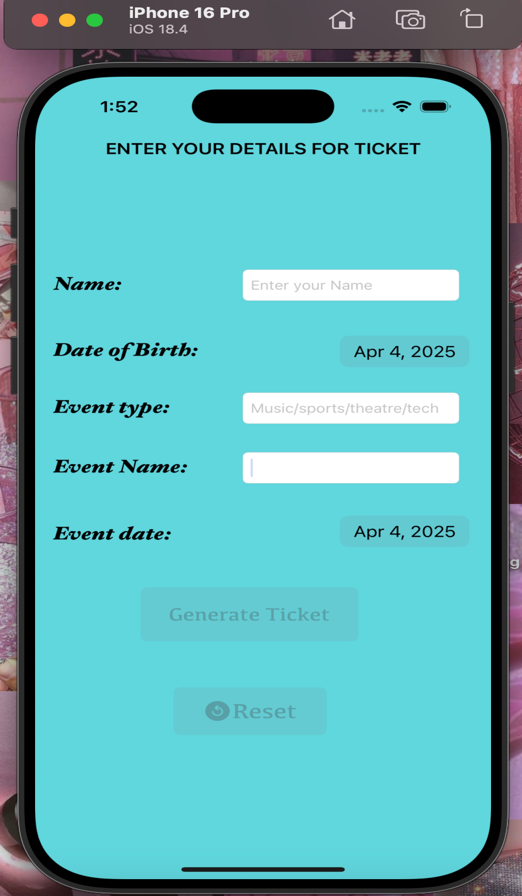 iPhone 16 Pro
iOS 18.4
1:52
ENTER YOUR DETAILS FOR TICKET
Name: Enter your Name
Date of Birth: Apr 4, 2025
Event type: Music/sports/theatre/tech
Event Name:
Event date: Apr 4, 2025
Generate Ticket
Reset